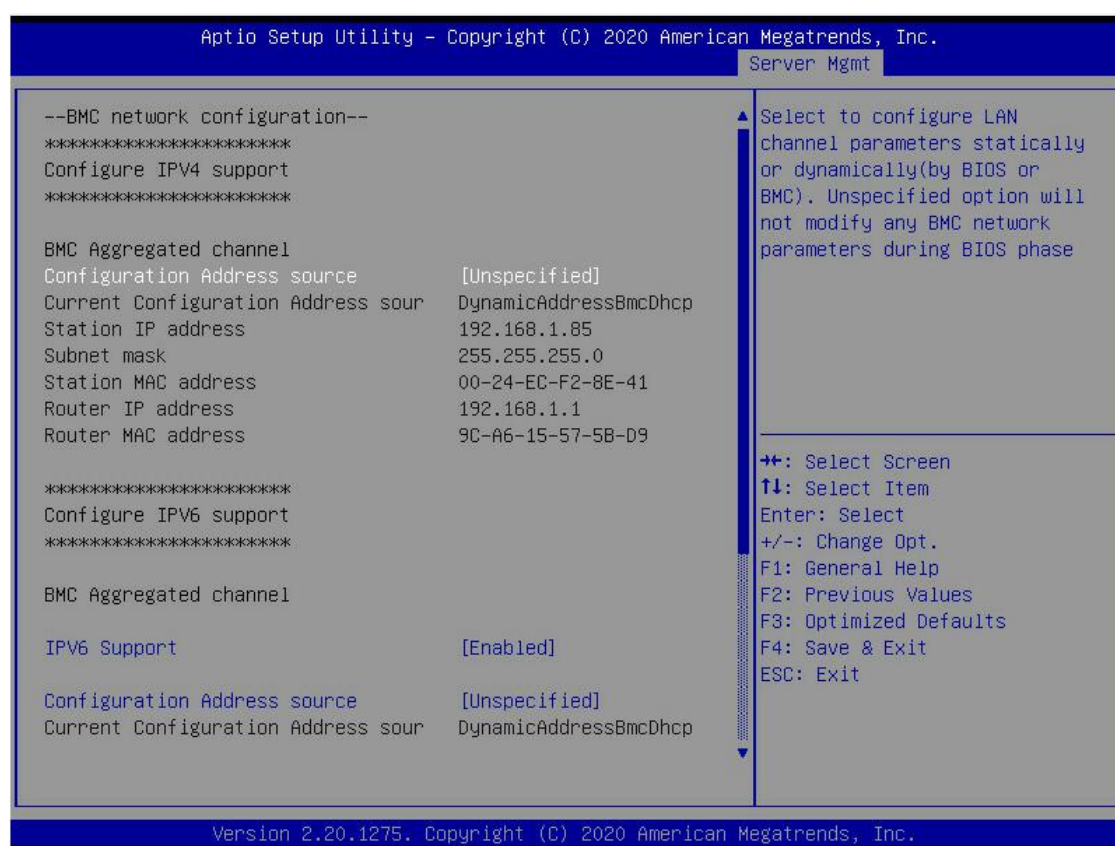 Aptio Setup Utility – Copyright (C) 2020 American Megatrends, Inc.
Server Mgmt
--BMC network configuration--
**********************
Configure IPV4 support
**********************
BMC Aggregated channel
Configuration Address source [Unspecified]
Current Configuration Address sour DynamicAddressBmcDhcp
Station IP address 192.168.1.85
Subnet mask 255.255.255.0
Station MAC address 00-24-EC-F2-8E-41
Router IP address 192.168.1.1
Router MAC address 9C-A6-15-57-5B-D9
**********************
Configure IPV6 support
**********************
BMC Aggregated channel
IPV6 Support [Enabled]
Configuration Address source [Unspecified]
Current Configuration Address sour DynamicAddressBmcDhcp
Select to configure LAN
channel parameters statically
or dynamically(by BIOS or
BMC). Unspecified option will
not modify any BMC network
parameters during BIOS phase
→←: Select Screen
↑↓: Select Item
Enter: Select
+/-: Change Opt.
F1: General Help
F2: Previous Values
F3: Optimized Defaults
F4: Save & Exit
ESC: Exit
Version 2.20.1275. Copyright (C) 2020 American Megatrends, Inc.